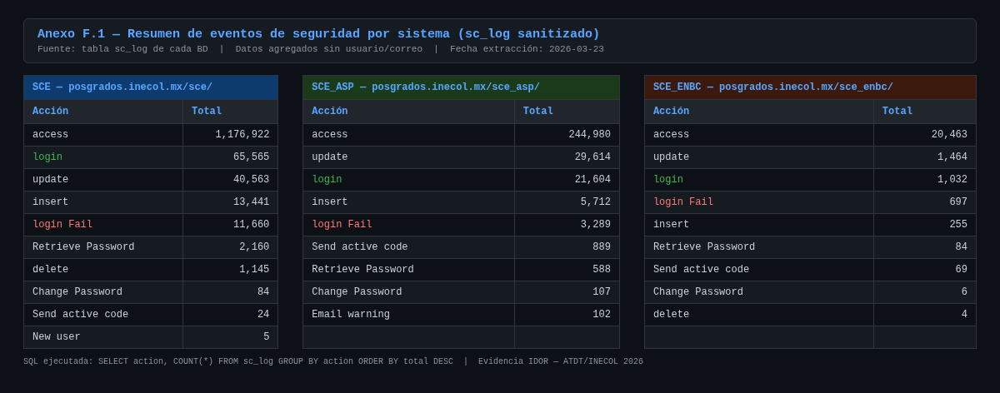 Anexo F.1 — Resumen de eventos de seguridad por sistema (sc_log sanitizado)
Fuente: tabla sc_log de cada BD | Datos agregados sin usuario/correo | Fecha extracción: 2026-03-23
SCE — posgrados.inecol.mx/sce/
Acción Total
access 1,176,922
login 65,565
update 40,563
insert 13,441
login Fail 11,660
Retrieve Password 2,160
delete 1,145
Change Password 84
Send active code 24
New user 5
SCE_ASP — posgrados.inecol.mx/sce_asp/
Acción Total
access 244,980
update 29,614
login 21,604
insert 5,712
login Fail 3,289
Send active code 889
Retrieve Password 588
Change Password 107
Email warning 102
SCE_ENBC — posgrados.inecol.mx/sce_enbc/
Acción Total
access 20,463
update 1,464
login 1,032
login Fail 697
insert 255
Retrieve Password 84
Send active code 69
Change Password 6
delete 4
SQL ejecutada: SELECT action, COUNT(*) FROM sc_log GROUP BY action ORDER BY total DESC | Evidencia IDOR — ATDT/INECOL 2026